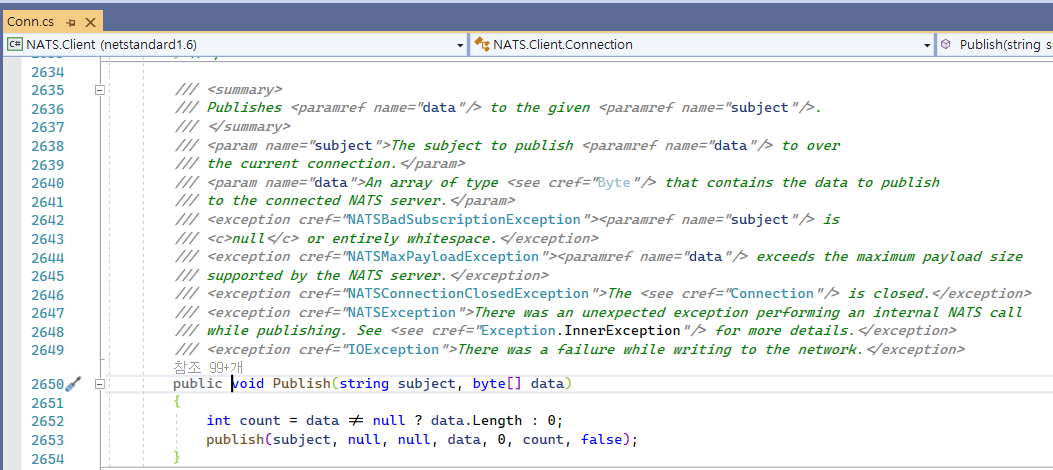 Conn.cs
NATS.Client (netstandard1.6) NATS.Client.Connection Publish(string s
2634
2635 /// <summary>
2636 /// Publishes <paramref name="data"/> to the given <paramref name="subject"/>.
2637 /// </summary>
2638 /// <param name="subject">The subject to publish <paramref name="data"/> to over
2639 /// the current connection.</param>
2640 /// <param name="data">An array of type <see cref="Byte"/> that contains the data to publish
2641 /// to the connected NATS server.</param>
2642 /// <exception cref="NATSBadSubscriptionException"><paramref name="subject"/> is
2643 /// <c>null</c> or entirely whitespace.</exception>
2644 /// <exception cref="NATSMaxPayloadException"><paramref name="data"/> exceeds the maximum payload size
2645 /// supported by the NATS server.</exception>
2646 /// <exception cref="NATSConnectionClosedException">The <see cref="Connection"/> is closed.</exception>
2647 /// <exception cref="NATSException">There was an unexpected exception performing an internal NATS call
2648 /// while publishing. See <see cref="Exception.InnerException"/> for more details.</exception>
2649 /// <exception cref="IOException">There was a failure while writing to the network.</exception>
참조 99+개
2650 public void Publish(string subject, byte[] data)
2651 {
2652 int count = data ≠ null ? data.Length : 0;
2653 publish(subject, null, null, data, 0, count, false);
2654 }